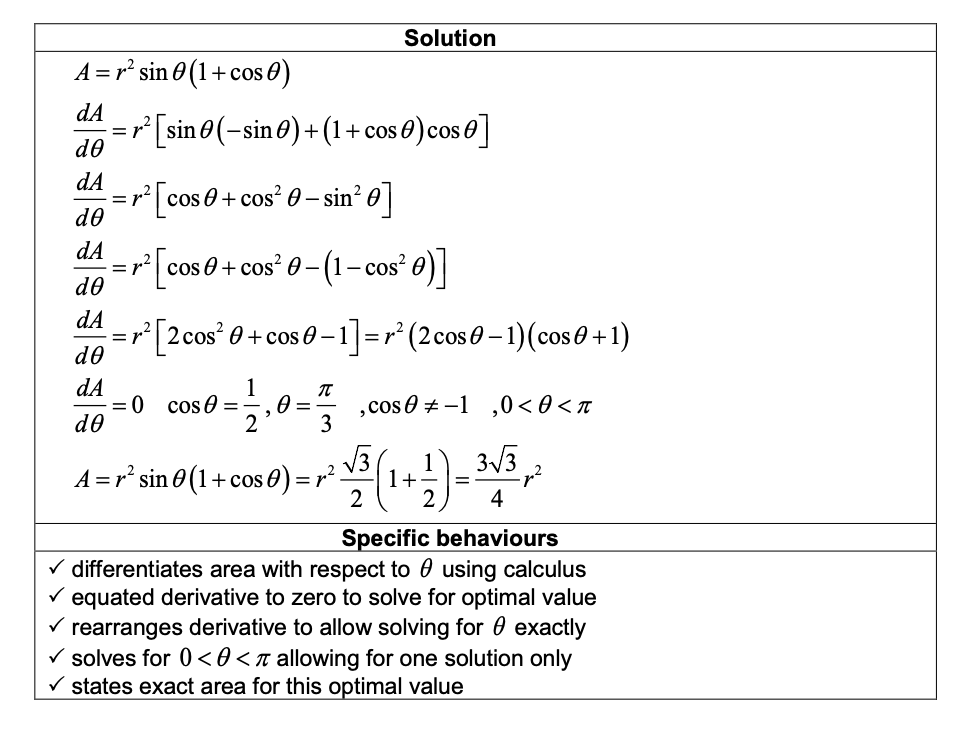 Solution
A = r² sin θ (1 + cos θ)
dA/dθ = r² [sin θ (−sin θ) + (1 + cos θ) cos θ]
dA/dθ = r² [cos θ + cos² θ − sin² θ]
dA/dθ = r² [cos θ + cos² θ − (1 − cos² θ)]
dA/dθ = r² [2 cos² θ + cos θ − 1] = r² (2 cos θ − 1)(cos θ + 1)
dA/dθ = 0 cos θ = 1/2, θ = π/3 , cos θ ≠ −1 , 0 < θ < π
A = r² sin θ (1 + cos θ) = r² √3/2 (1 + 1/2) = 3√3/4 r²
Specific behaviours
✓ differentiates area with respect to θ using calculus
✓ equated derivative to zero to solve for optimal value
✓ rearranges derivative to allow solving for θ exactly
✓ solves for 0 < θ < π allowing for one solution only
✓ states exact area for this optimal value